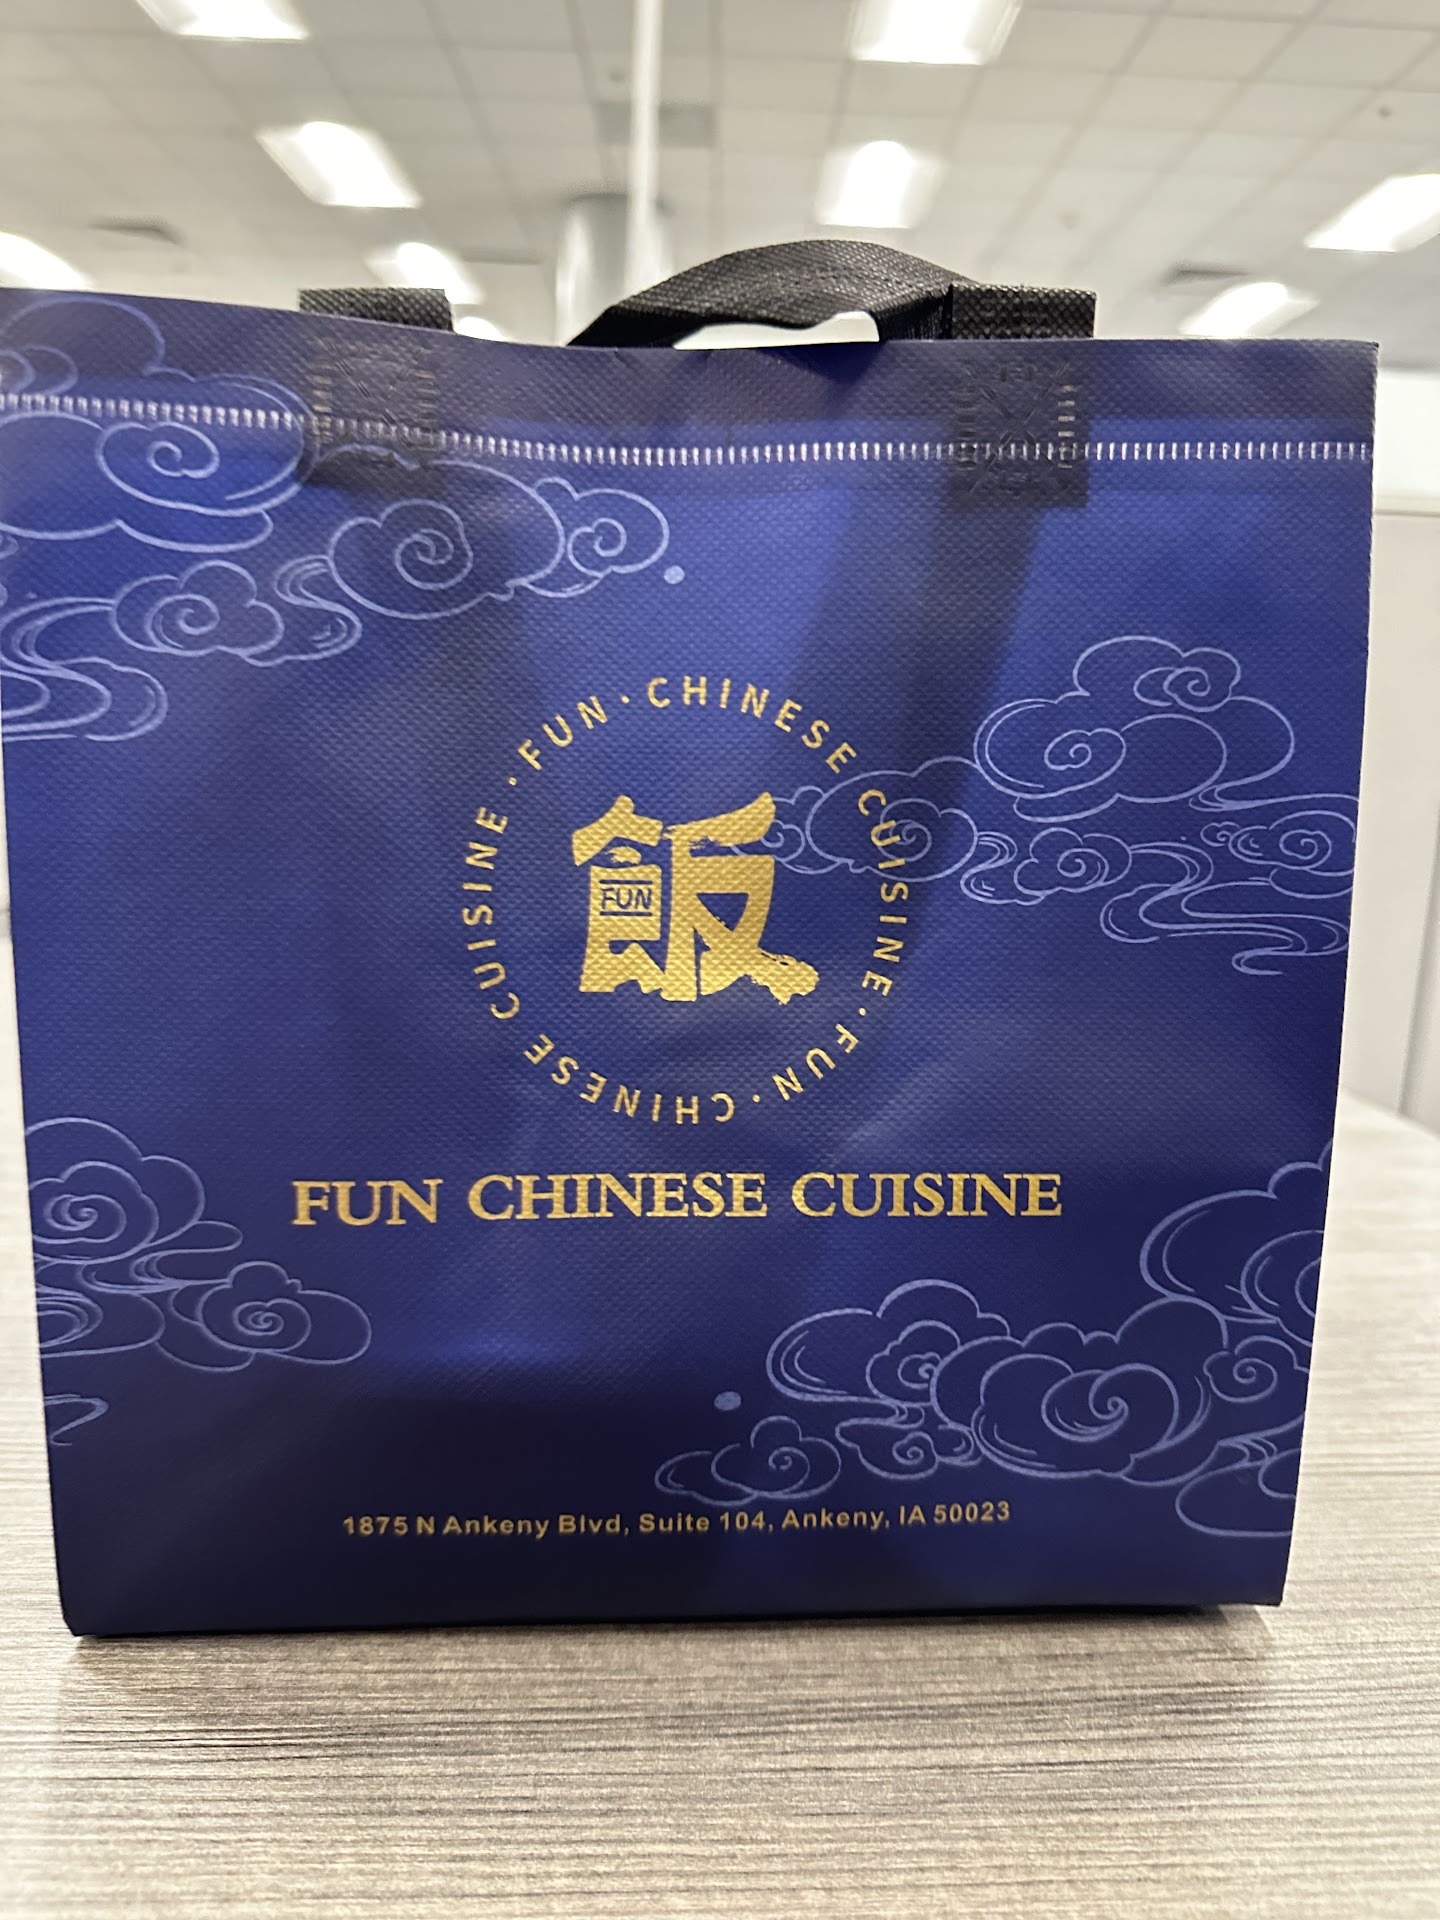 FUN · CHINESE CUISINE · FUN · CHINESE CUISINE ·
飯
FUN
FUN CHINESE CUISINE
1875 N Ankeny Blvd, Suite 104, Ankeny, IA 50023